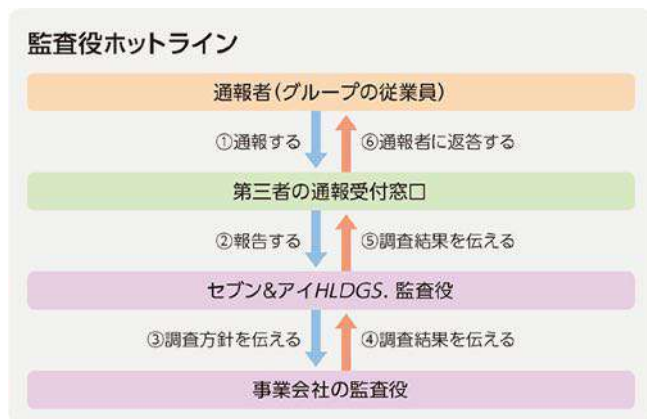 監査役ホットライン
通報者(グループの従業員)
①通報する ⑥通報者に返答する
第三者の通報受付窓口
②報告する ⑤調査結果を伝える
セブン&アイHLDGS. 監査役
③調査方針を伝える ④調査結果を伝える
事業会社の監査役